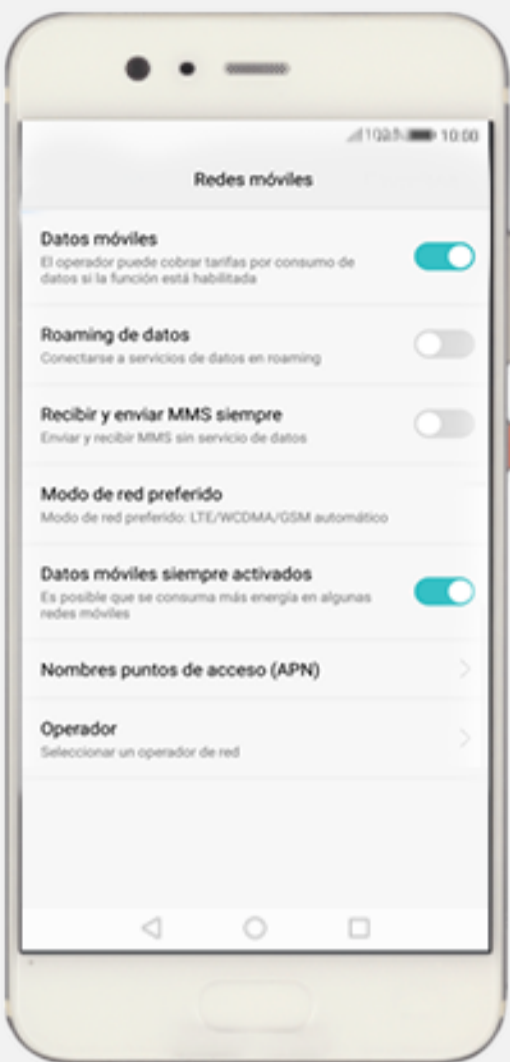 10:00
Redes móviles
Datos móviles
El operador puede cobrar tarifas por consumo de
datos si la función está habilitada
Roaming de datos
Conectarse a servicios de datos en roaming
Recibir y enviar MMS siempre
Enviar y recibir MMS sin servicio de datos
Modo de red preferido
Modo de red preferido: LTE/WCDMA/GSM automático
Datos móviles siempre activados
Es posible que se consuma más energía en algunas
redes móviles
Nombres puntos de acceso (APN)
Operador
Seleccionar un operador de red